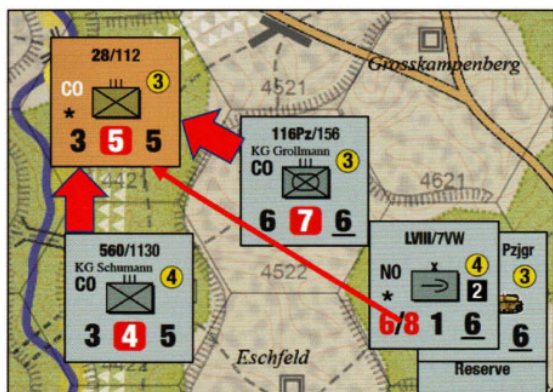 28/112
CO
3
*
3 5 5
4521
Grosskampenberg
116Pz/156
KG Grollmann
CO
3
6 7 6
4421
4621
560/1130
KG Schumann
CO
4
3 4 5
4522
LVIII/7VW
NO
4
*
2
6/8 1 6
Pzjgr
3
6
Reserve
Eschfeld